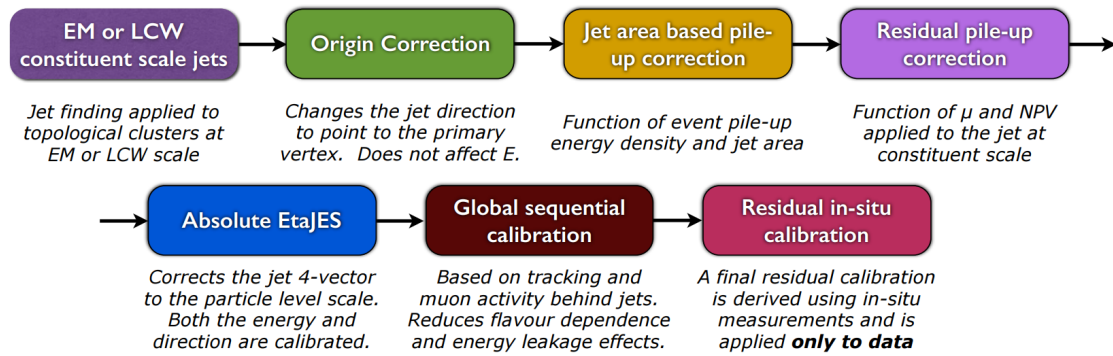 EM or LCW
constituent scale jets
Origin Correction
Jet area based pile-
up correction
Residual pile-up
correction
Jet finding applied to
topological clusters at
EM or LCW scale
Changes the jet direction
to point to the primary
vertex.  Does not affect E.
Function of event pile-up
energy density and jet area
Function of µ and NPV
applied to the jet at
constituent scale
Absolute EtaJES
Global sequential
calibration
Residual in-situ
calibration
Corrects the jet 4-vector
to the particle level scale.
Both the energy and
direction are calibrated.
Based on tracking and
muon activity behind jets.
Reduces flavour dependence
and energy leakage effects.
A final residual calibration
is derived using in-situ
measurements and is
applied only to data